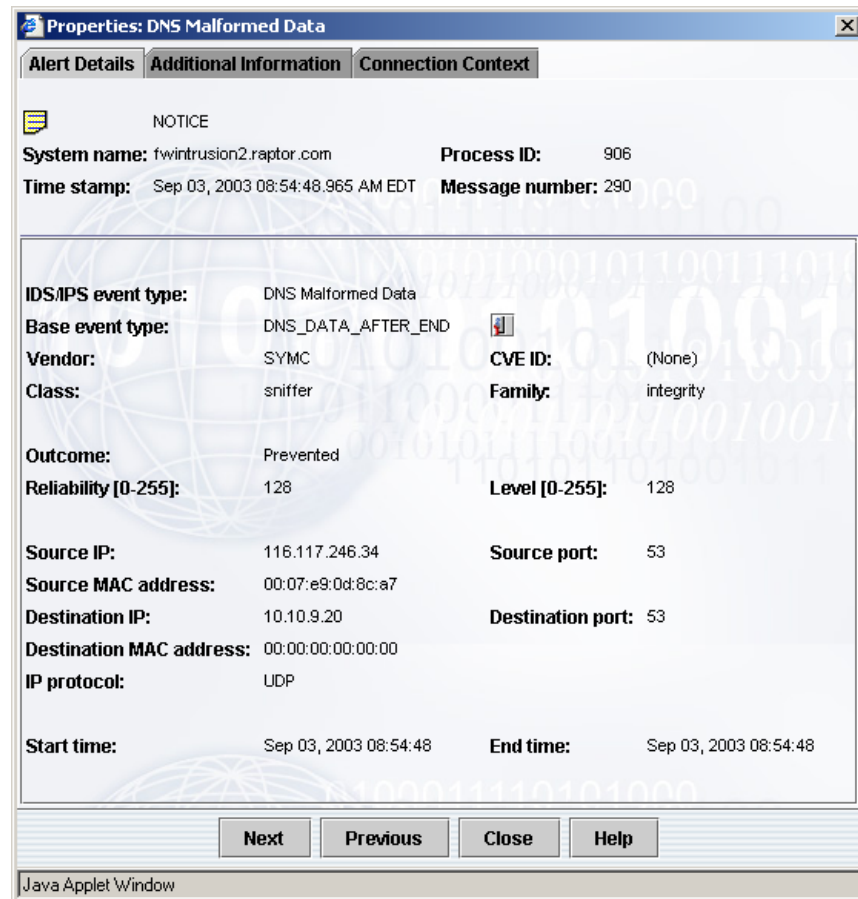 Properties: DNS Malformed Data
Alert Details Additional Information Connection Context
NOTICE
System name: fwintrusion2.raptor.com Process ID: 906
Time stamp: Sep 03, 2003 08:54:48.965 AM EDT Message number: 290
IDS/IPS event type: DNS Malformed Data
Base event type: DNS_DATA_AFTER_END
Vendor: SYMC CVE ID: (None)
Class: sniffer Family: integrity
Outcome: Prevented
Reliability [0-255]: 128 Level [0-255]: 128
Source IP: 116.117.246.34 Source port: 53
Source MAC address: 00:07:e9:0d:8c:a7
Destination IP: 10.10.9.20 Destination port: 53
Destination MAC address: 00:00:00:00:00:00
IP protocol: UDP
Start time: Sep 03, 2003 08:54:48 End time: Sep 03, 2003 08:54:48
Next Previous Close Help
Java Applet Window